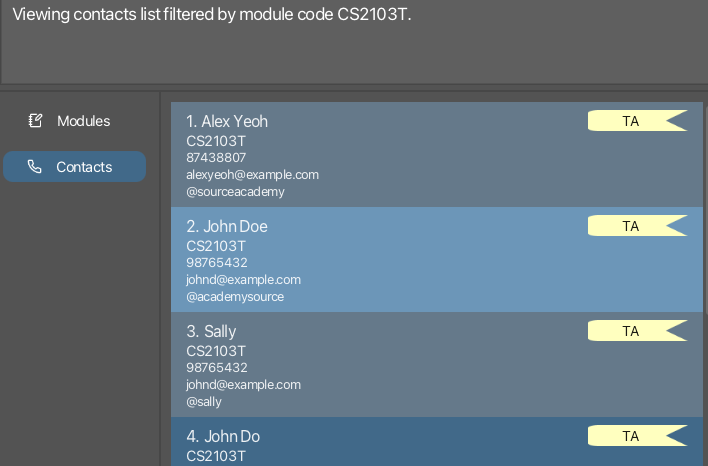 Viewing contacts list filtered by module code CS2103T.
Modules
Contacts
1. Alex Yeoh
TA
CS2103T
87438807
alexyeoh@example.com
@sourceacademy
2. John Doe
TA
CS2103T
98765432
johnd@example.com
@academysource
3. Sally
TA
CS2103T
98765432
johnd@example.com
@sally
4. John Do
TA
CS2103T